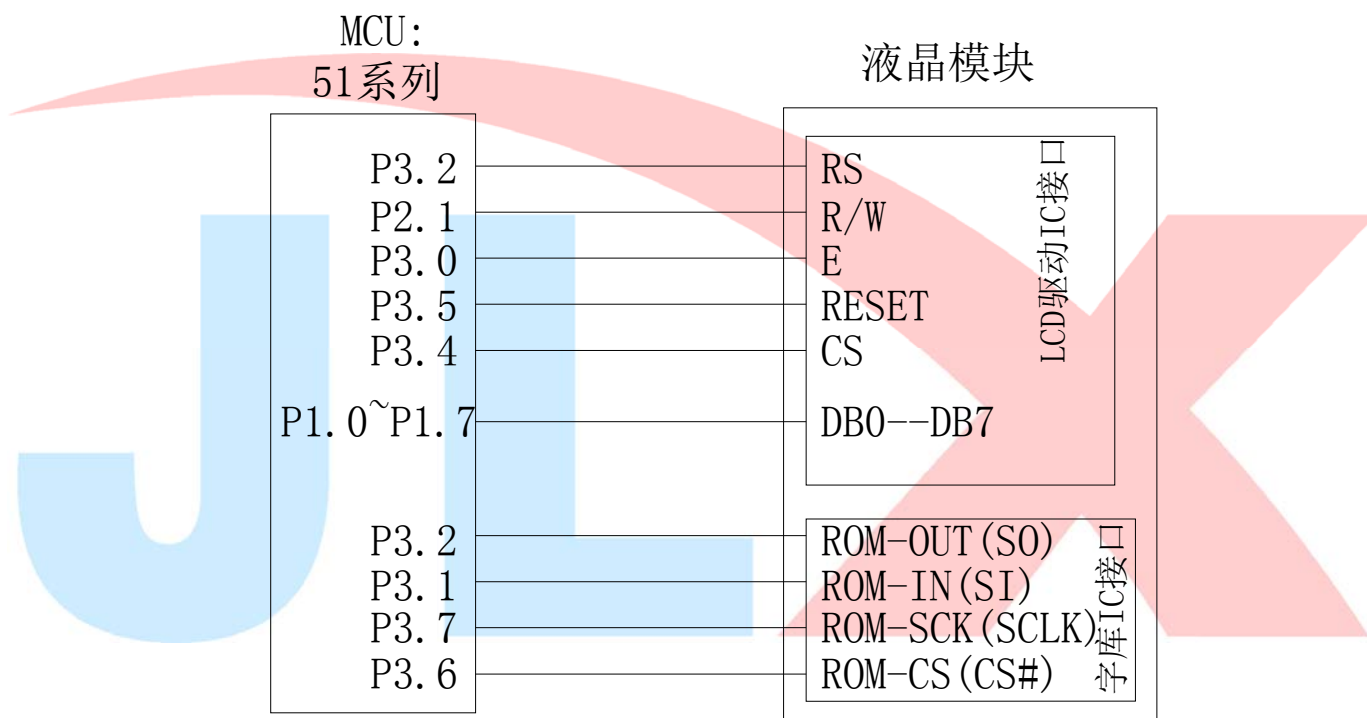 MCU:
51系列
液晶模块
P3.2
RS
P2.1
R/W
P3.0
E
P3.5
RESET
P3.4
CS
P1.0~P1.7
DB0--DB7
LCD驱动IC接口
P3.2
ROM-OUT(SO)
P3.1
ROM-IN(SI)
P3.7
ROM-SCK(SCLK)
P3.6
ROM-CS(CS#)
字库IC接口
JLX